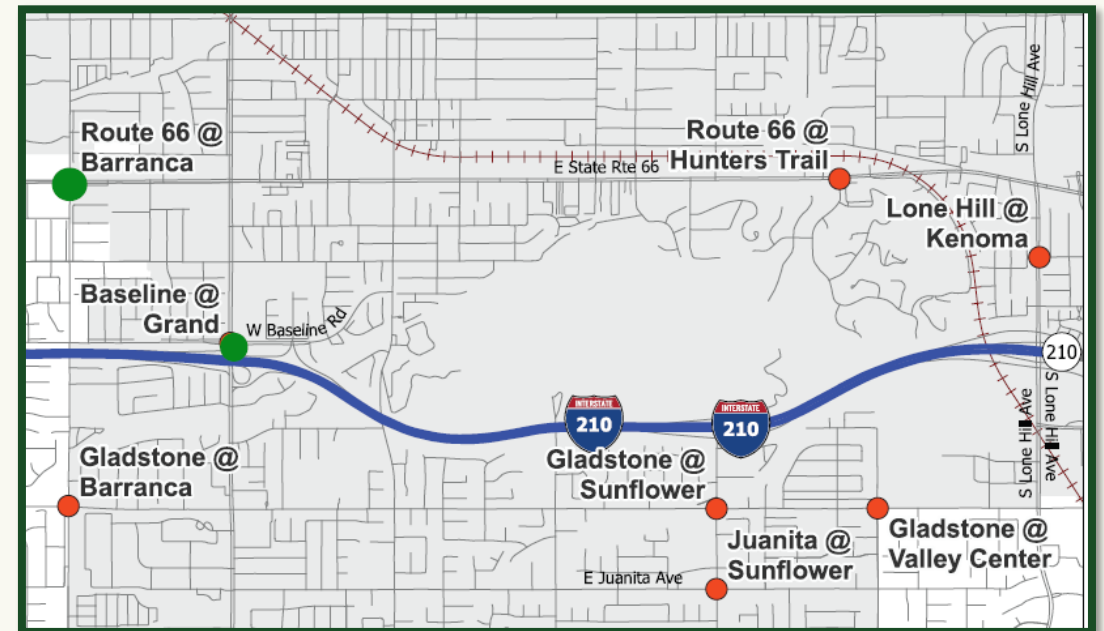 S Lone Hill Ave
Route 66 @
Barranca
Route 66 @
Hunters Trail
E State Rte 66
Lone Hill @
Kenoma
Baseline @
Grand
W Baseline Rd
210
INTERSTATE
210
INTERSTATE
210
S Lone Hill Ave
S Lone Hill Ave
Gladstone @
Barranca
Gladstone @
Sunflower
Gladstone @
Valley Center
Juanita @
Sunflower
E Juanita Ave